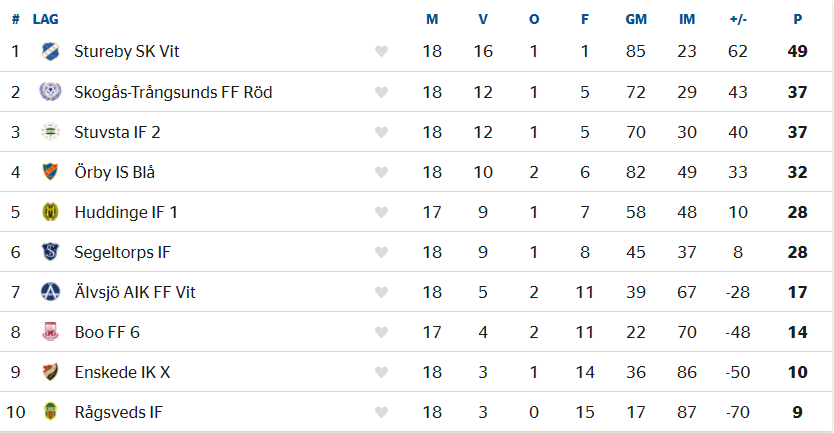 # LAG M V O F GM IM +/- P
1 Stureby SK Vit 18 16 1 1 85 23 62 49
2 Skogås-Trångsunds FF Röd 18 12 1 5 72 29 43 37
3 Stuvsta IF 2 18 12 1 5 70 30 40 37
4 Örby IS Blå 18 10 2 6 82 49 33 32
5 Huddinge IF 1 17 9 1 7 58 48 10 28
6 Segeltorps IF 18 9 1 8 45 37 8 28
7 Älvsjö AIK FF Vit 18 5 2 11 39 67 -28 17
8 Boo FF 6 17 4 2 11 22 70 -48 14
9 Enskede IK X 18 3 1 14 36 86 -50 10
10 Rågsveds IF 18 3 0 15 17 87 -70 9